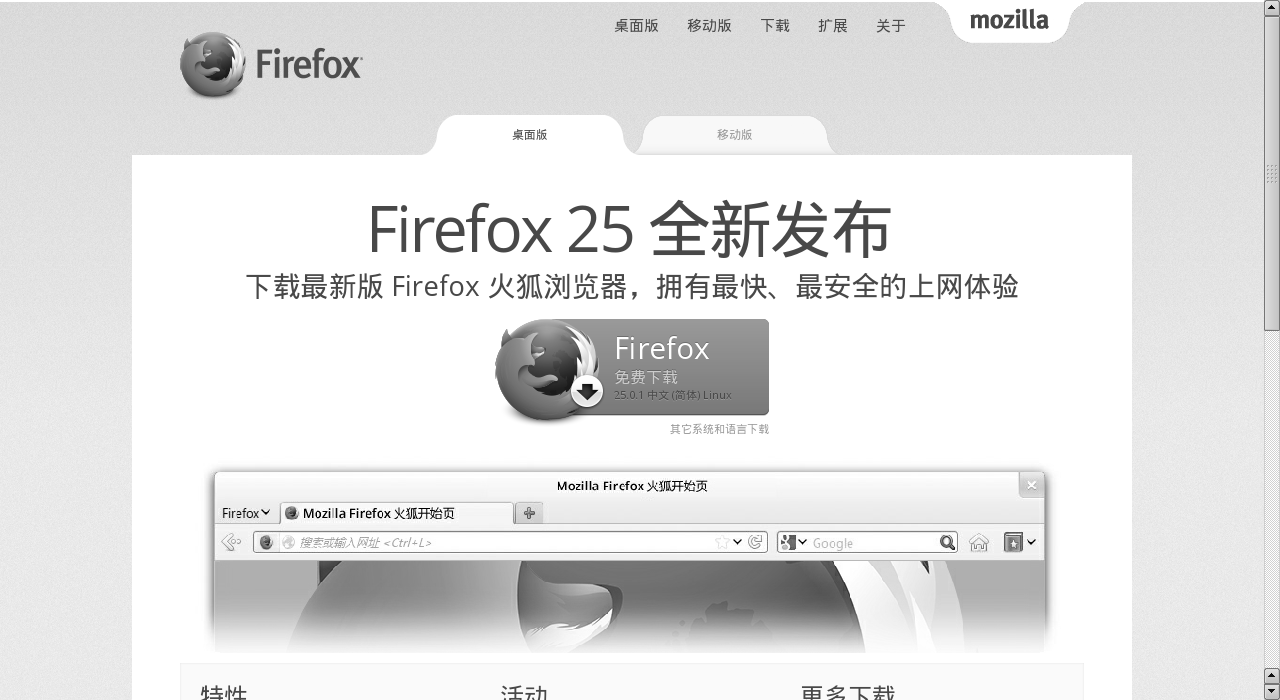 桌面版 移动版 下载 扩展 关于
mozilla
Firefox
桌面版 移动版
Firefox 25 全新发布
下载最新版 Firefox 火狐浏览器，拥有最快、最安全的上网体验
Firefox
免费下载
25.0.1 中文 (简体) Linux
其它系统和语言下载
Mozilla Firefox 火狐开始页
Firefox Mozilla Firefox 火狐开始页
搜索或输入网址 <Ctrl+L> Google
特性 活动 更多下载